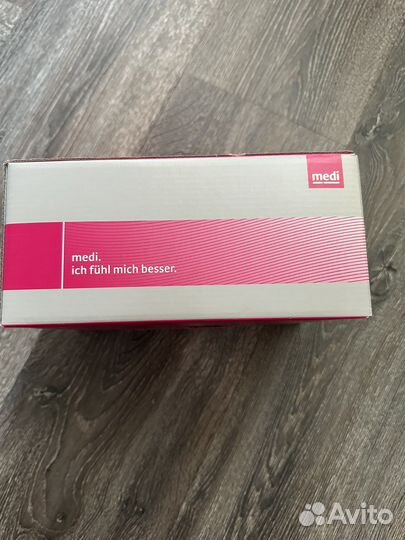 medi
medi.
ich fühl mich besser.
Avito